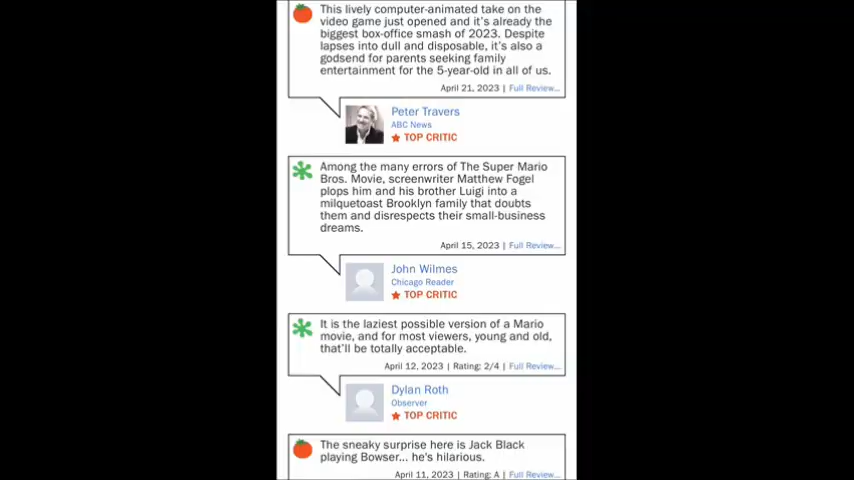 This lively computer-animated take on the
video game just opened and it's already the
biggest box-office smash of 2023. Despite
lapses into dull and disposable, it's also a
godsend for parents seeking family
entertainment for the 5-year-old in all of us.
April 21, 2023 | Full Review...
Peter Travers
ABC News
TOP CRITIC
Among the many errors of The Super Mario
Bros. Movie, screenwriter Matthew Fogel
plops him and his brother Luigi into a
milquetoast Brooklyn family that doubts
them and disrespects their small-business
dreams.
April 15, 2023 | Full Review...
John Wilmes
Chicago Reader
TOP CRITIC
It is the laziest possible version of a Mario
movie, and for most viewers, young and old,
that'll be totally acceptable.
April 12, 2023 | Rating: 2/4 | Full Review...
Dylan Roth
Observer
TOP CRITIC
The sneaky surprise here is Jack Black
playing Bowser... he's hilarious.
April 11, 2023 | Rating: A | Full Review...